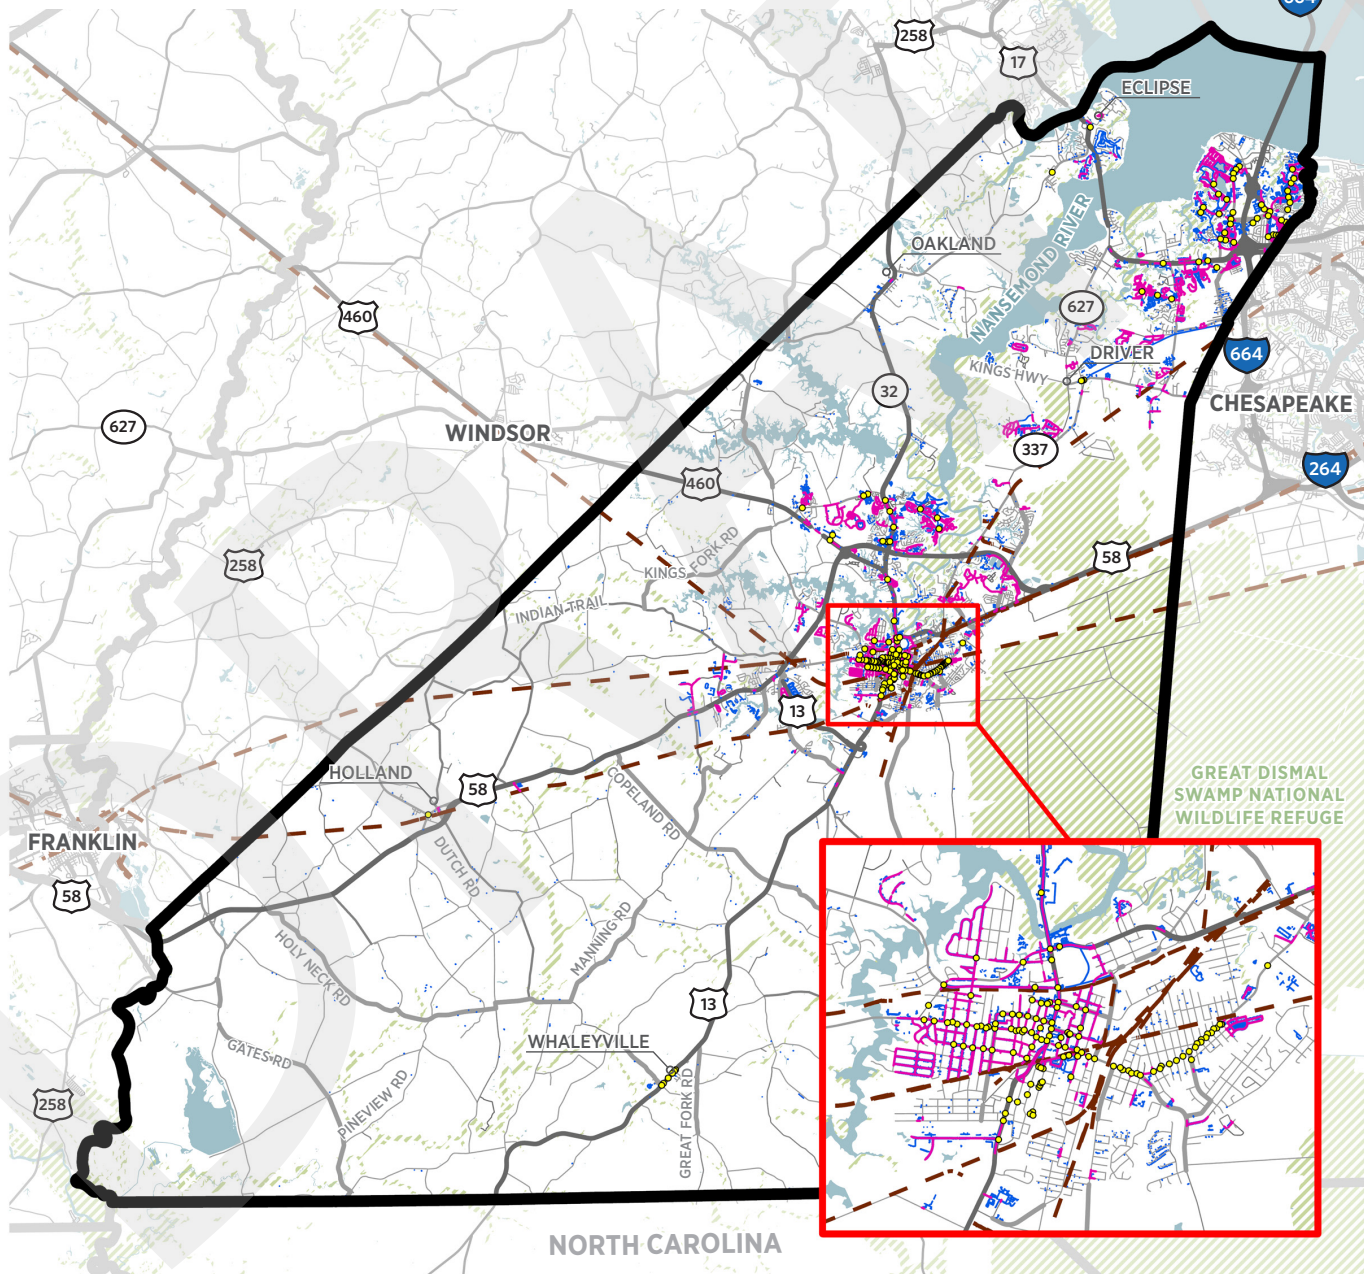 664
258
17
ECLIPSE
NANSEMOND RIVER
OAKLAND
460
627
DRIVER
664
KINGS HWY
32
CHESAPEAKE
627
WINDSOR
337
264
460
258
KINGS FORK RD
58
INDIAN TRAIL
13
HOLLAND
58
COPELAND RD
GREAT DISMAL
SWAMP NATIONAL
WILDLIFE REFUGE
FRANKLIN
58
DUTCH RD
MANNING RD
HOLY NECK RD
13
WHALEYVILLE
GATES RD
PINEVIEW RD
GREAT FORK RD
258
NORTH CAROLINA